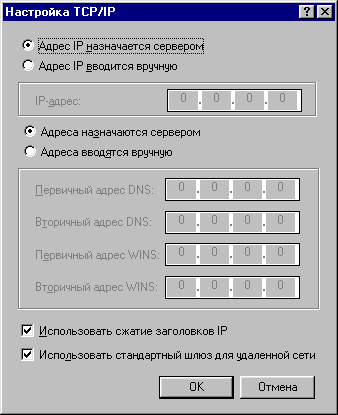 Настройка TCP/IP
Адрес IP назначается сервером
Адрес IP вводится вручную
IP-адрес: 0 . 0 . 0 . 0
Адреса назначаются сервером
Адреса вводятся вручную
Первичный адрес DNS: 0 . 0 . 0 . 0
Вторичный адрес DNS: 0 . 0 . 0 . 0
Первичный адрес WINS: 0 . 0 . 0 . 0
Вторичный адрес WINS: 0 . 0 . 0 . 0
Использовать сжатие заголовков IP
Использовать стандартный шлюз для удаленной сети
OK Отмена